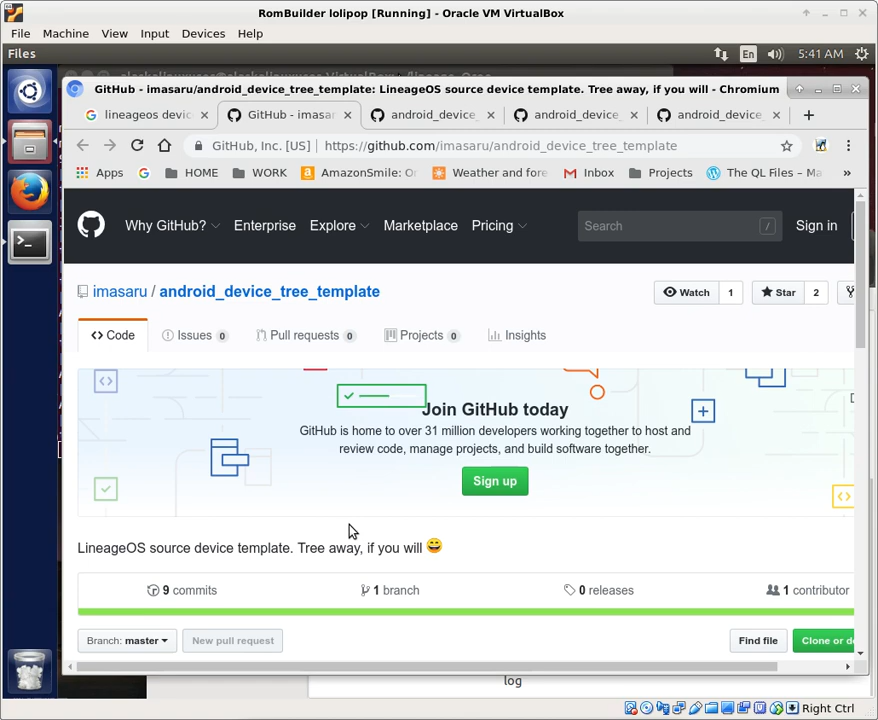 RomBuilder lolipop [Running] - Oracle VM VirtualBox
File Machine View Input Devices Help
Files
En
5:41 AM
GitHub - imasaru/android_device_tree_template: LineageOS source device template. Tree away, if you will - Chromium
lineageos devic
GitHub - imasar
android_device_
android_device_
android_device_
GitHub, Inc. [US] | https://github.com/imasaru/android_device_tree_template
Apps
HOME
WORK
AmazonSmile: Or
Weather and fore
Inbox
Projects
The QL Files – Ma
»
Why GitHub?
Enterprise
Explore
Marketplace
Pricing
Search
/
Sign in
imasaru / android_device_tree_template
Watch 1
Star 2
Code
Issues 0
Pull requests 0
Projects 0
Insights
Join GitHub today
GitHub is home to over 31 million developers working together to host and
review code, manage projects, and build software together.
Sign up
LineageOS source device template. Tree away, if you will 😄
9 commits
1 branch
0 releases
1 contributor
Branch: master
New pull request
Find file
Clone or do
log
Right Ctrl